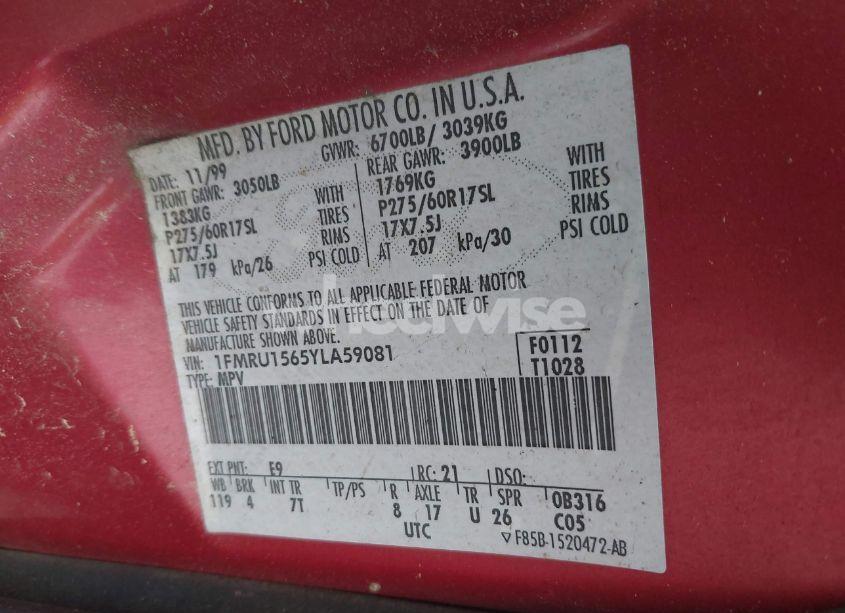 MFD. BY FORD MOTOR CO. IN U.S.A.
DATE: 11/99 GVWR: 6700LB/ 3039KG
FRONT GAWR: 3050LB REAR GAWR: 3900LB
1383KG WITH 1769KG WITH
P275/60R17SL TIRES P275/60R17SL TIRES
17X7.5J RIMS 17X7.5J RIMS
AT 179 kPa/26 PSI COLD AT 207 kPa/30 PSI COLD
THIS VEHICLE CONFORMS TO ALL APPLICABLE FEDERAL MOTOR
VEHICLE SAFETY STANDARDS IN EFFECT ON THE DATE OF
MANUFACTURE SHOWN ABOVE.
VIN: 1FMRU1565YLA59081 F0112
TYPE: MPV T1028
EXT PNT: E9 RC: 21 DSO:
WB BRK INT TR TP/PS R AXLE TR SPR 0B316
119 4 7T 8 17 U 26 C05
UTC ▽F85B-1520472-AB